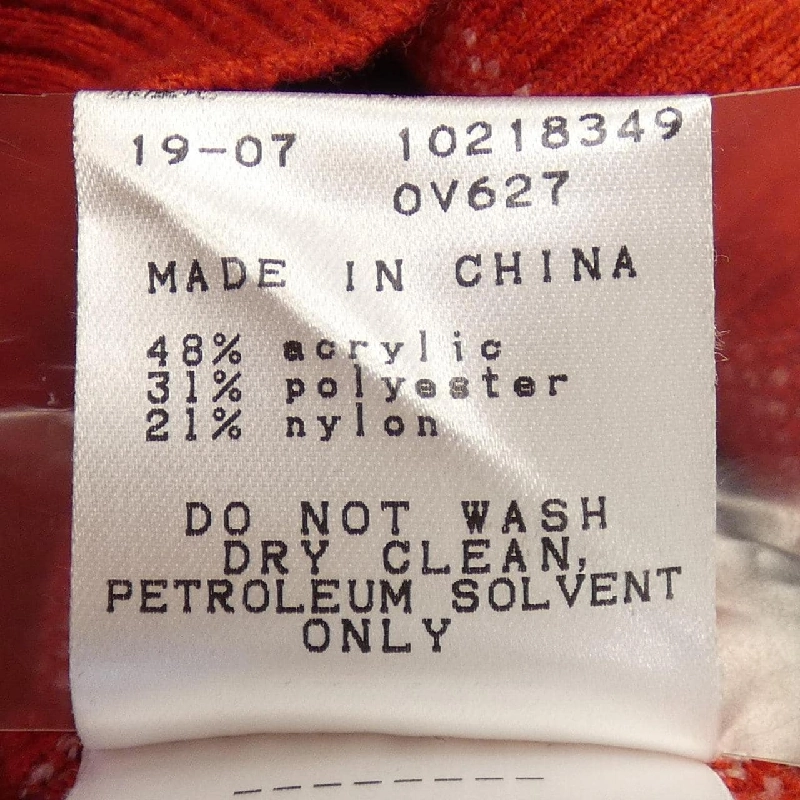 19-07 10218349
0V627
MADE IN CHINA
48% acrylic
31% polyester
21% nylon
DO NOT WASH
DRY CLEAN,
PETROLEUM SOLVENT
ONLY